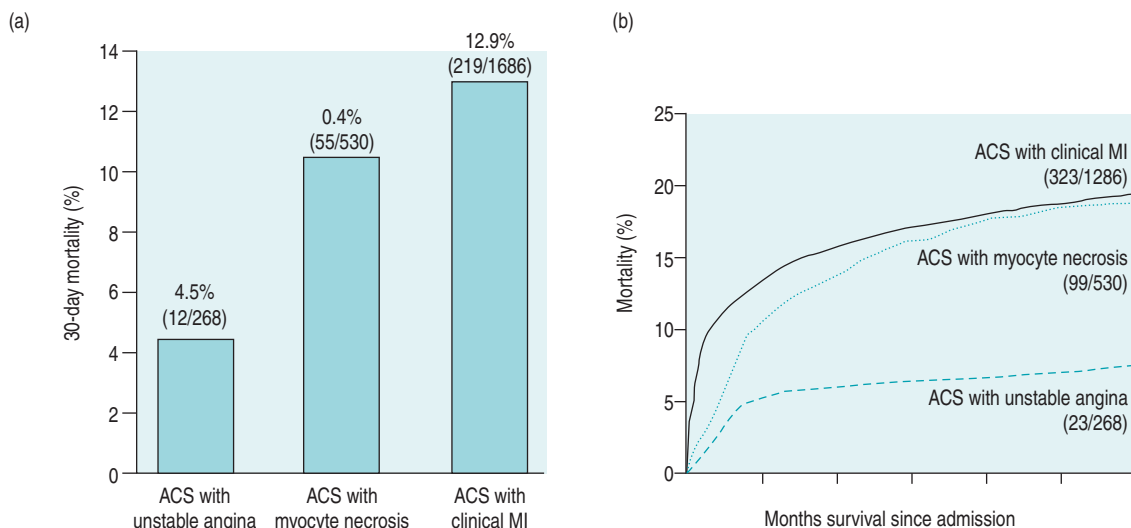 (a)
14
12
10
8
6
4
2
0
30-day mortality (%)
4.5%
(12/268)
0.4%
(55/530)
12.9%
(219/1686)
ACS with
unstable angina
ACS with
myocyte necrosis
ACS with
clinical MI
(b)
25
20
15
10
5
0
Mortality (%)
ACS with clinical MI
(323/1286)
ACS with myocyte necrosis
(99/530)
ACS with unstable angina
(23/268)
Months survival since admission